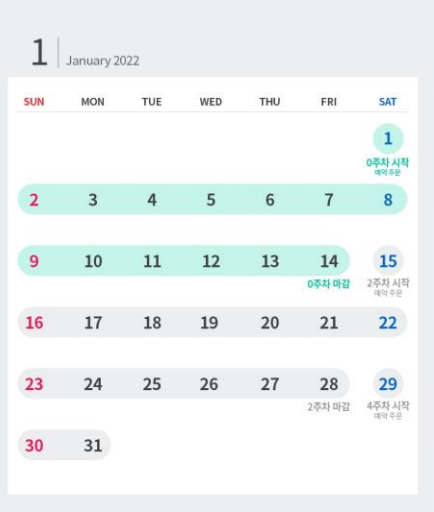 1 January 2022
SUN MON TUE WED THU FRI SAT
1
0주차 시작
예약 주문
2 3 4 5 6 7 8
9 10 11 12 13 14 15
0주차 마감 2주차 시작
예약 주문
16 17 18 19 20 21 22
23 24 25 26 27 28 29
2주차 마감 4주차 시작
예약 주문
30 31